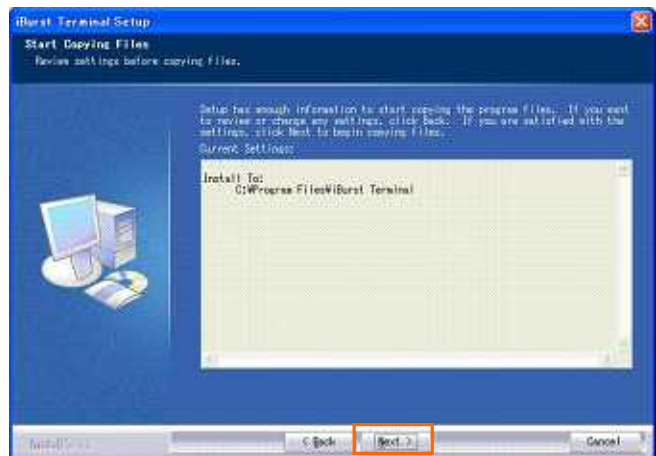 iBurst Terminal Setup
Start Copying Files
Review settings before copying files.
Setup has enough information to start copying the program files. If you want
to review or change any settings, click Back. If you are satisfied with the
settings, click Next to begin copying files.
Current Settings:
Install To:
C:¥Program Files¥iBurst Terminal
InstallShield
< Back
Next >
Cancel